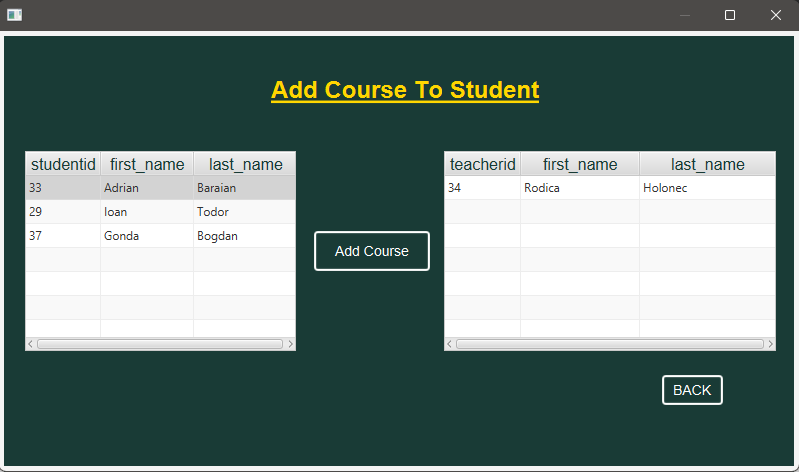 Add Course To Student
studentid first_name last_name
33 Adrian Baraian
29 Ioan Todor
37 Gonda Bogdan
Add Course
teacherid first_name last_name
34 Rodica Holonec
BACK